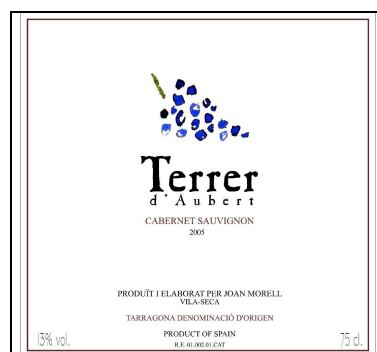 Terrer
d'Aubert
CABERNET SAUVIGNON
2005
PRODUÏT I ELABORAT PER JOAN MORELL
VILA-SECA
TARRAGONA DENOMINACIÓ D'ORIGEN
13% vol.
PRODUCT OF SPAIN
75 cl.
R.E. 01.002.01.CAT